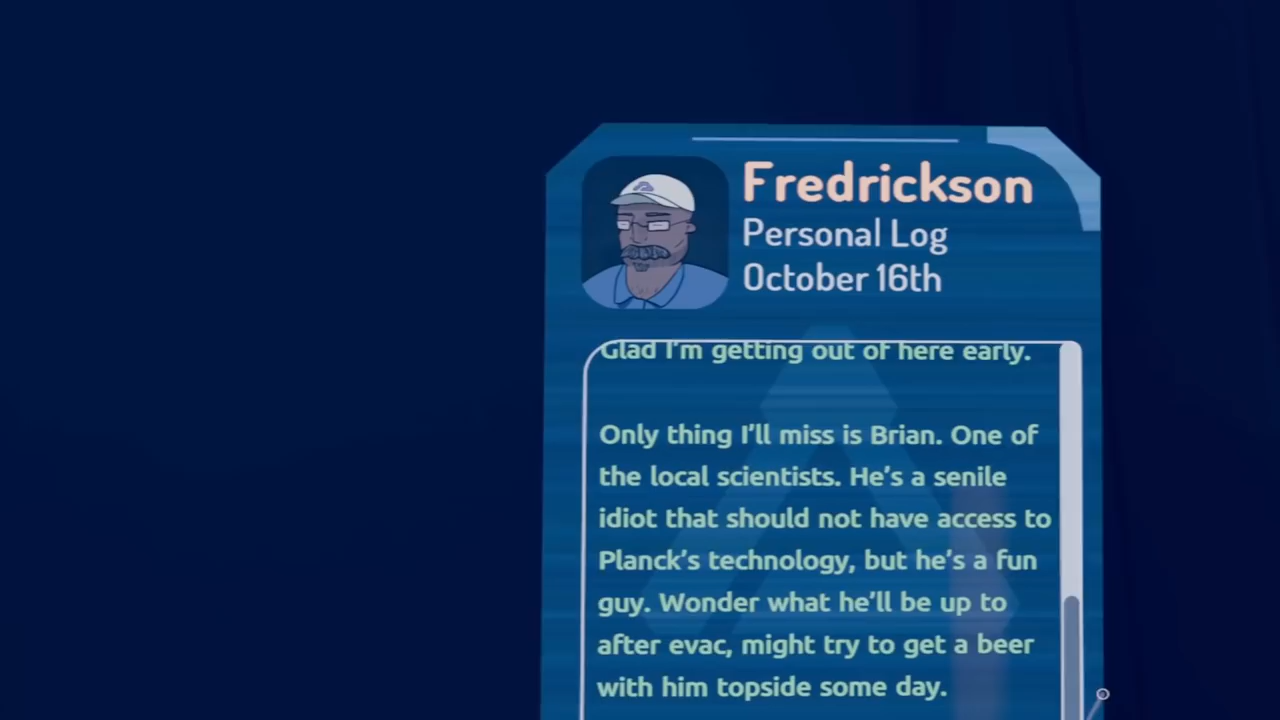 Fredrickson
Personal Log
October 16th
Glad I'm getting out of here early.
Only thing I'll miss is Brian. One of
the local scientists. He's a senile
idiot that should not have access to
Planck's technology, but he's a fun
guy. Wonder what he'll be up to
after evac, might try to get a beer
with him topside some day.